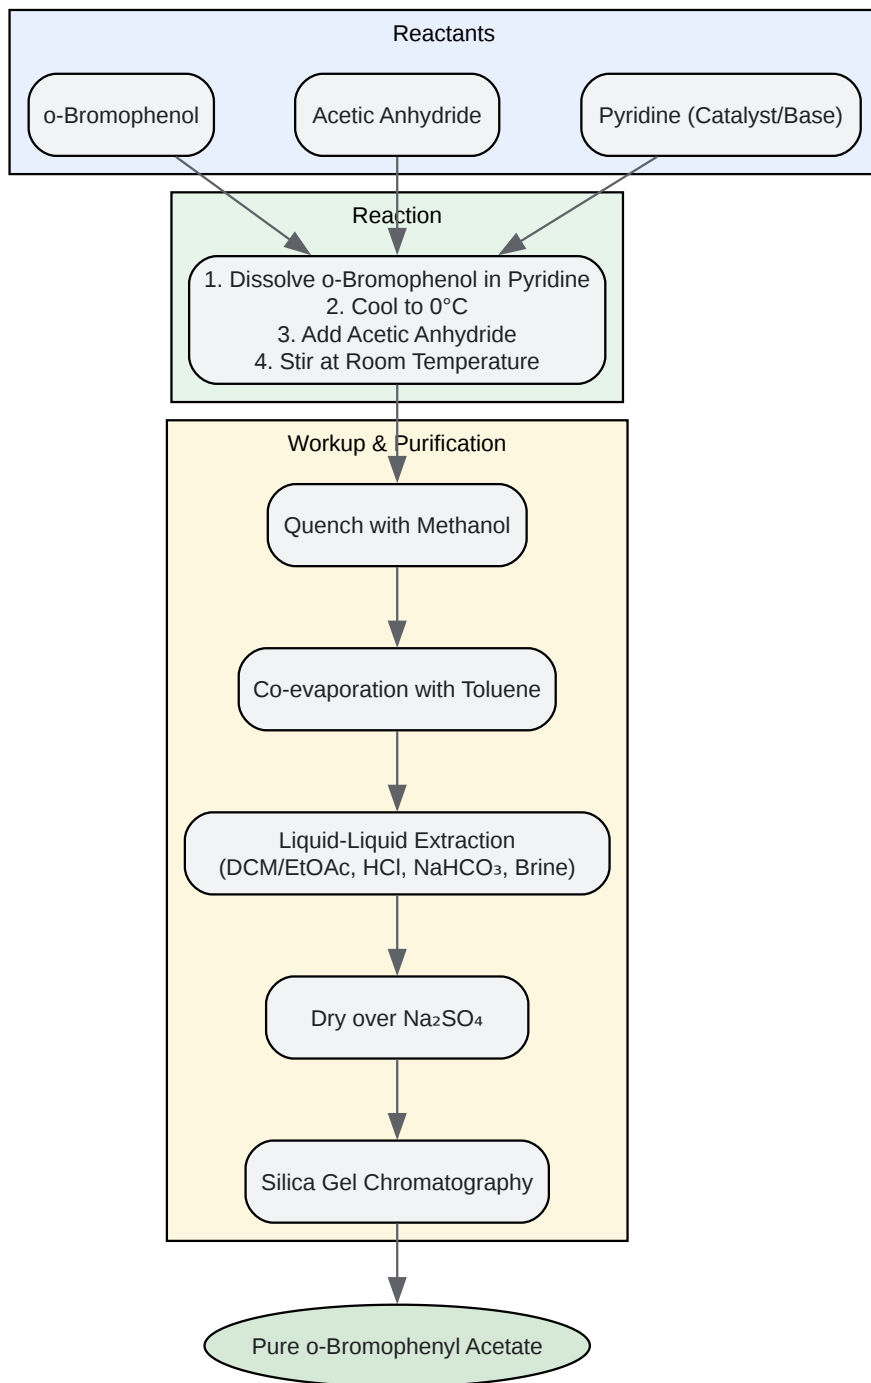 Reactants
o-Bromophenol
Acetic Anhydride
Pyridine (Catalyst/Base)
Reaction
1. Dissolve o-Bromophenol in Pyridine
2. Cool to 0°C
3. Add Acetic Anhydride
4. Stir at Room Temperature
Workup & Purification
Quench with Methanol
Co-evaporation with Toluene
Liquid-Liquid Extraction
(DCM/EtOAc, HCl, NaHCO₃, Brine)
Dry over Na₂SO₄
Silica Gel Chromatography
Pure o-Bromophenyl Acetate